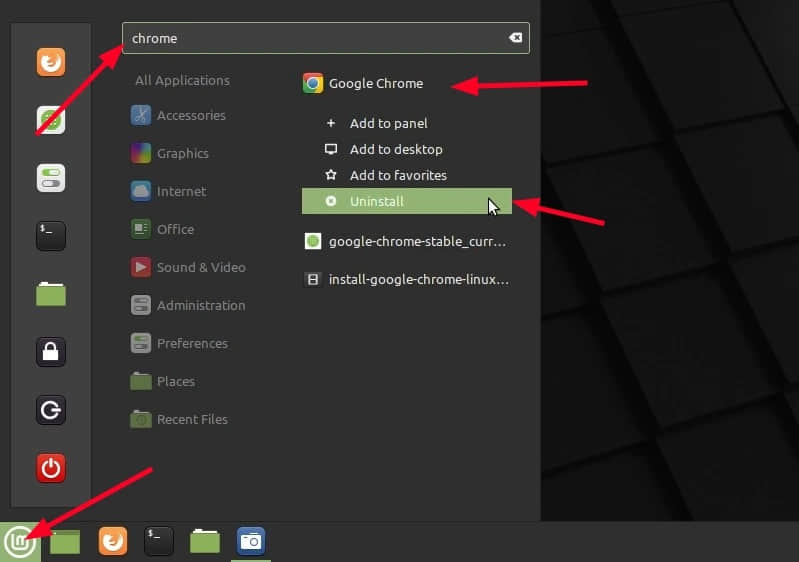 chrome
All Applications
Accessories
Graphics
Internet
Office
Sound & Video
Administration
Preferences
Places
Recent Files
Google Chrome
Add to panel
Add to desktop
Add to favorites
Uninstall
google-chrome-stable_curr...
install-google-chrome-linux...